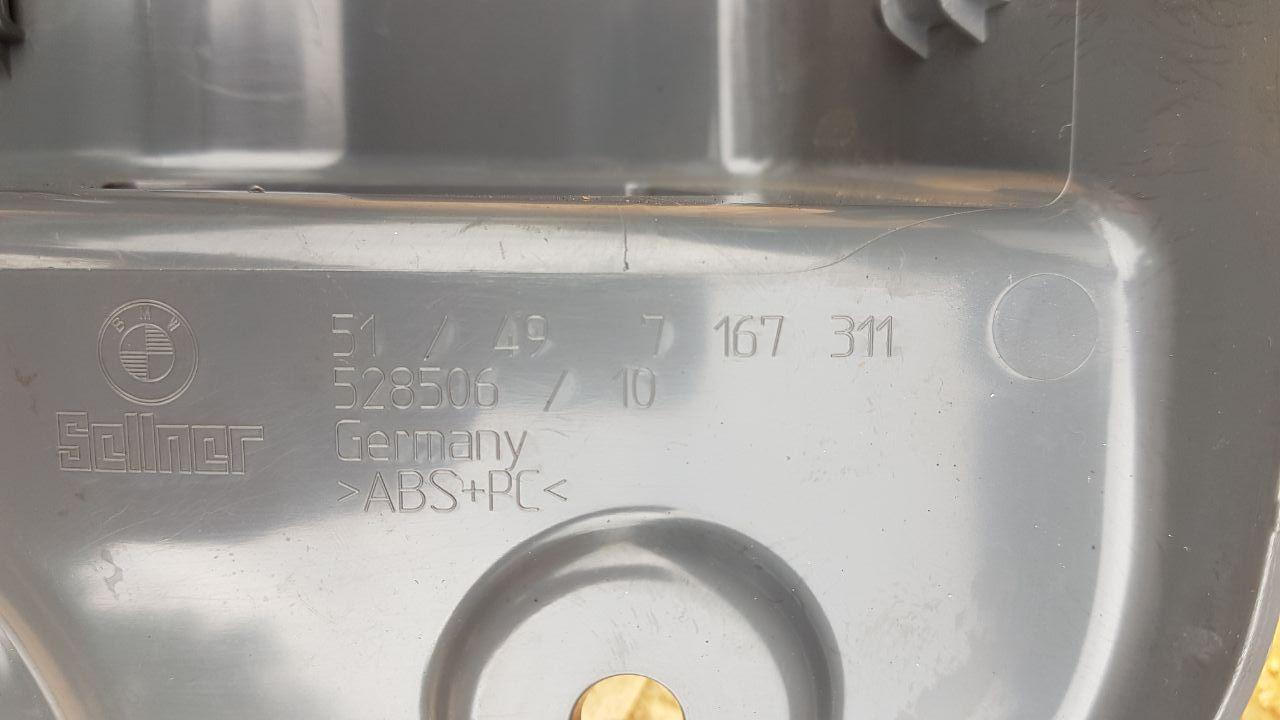 BMW
51 / 49 7 167 311
528506 / 10
Sellner
Germany
>ABS+PC<